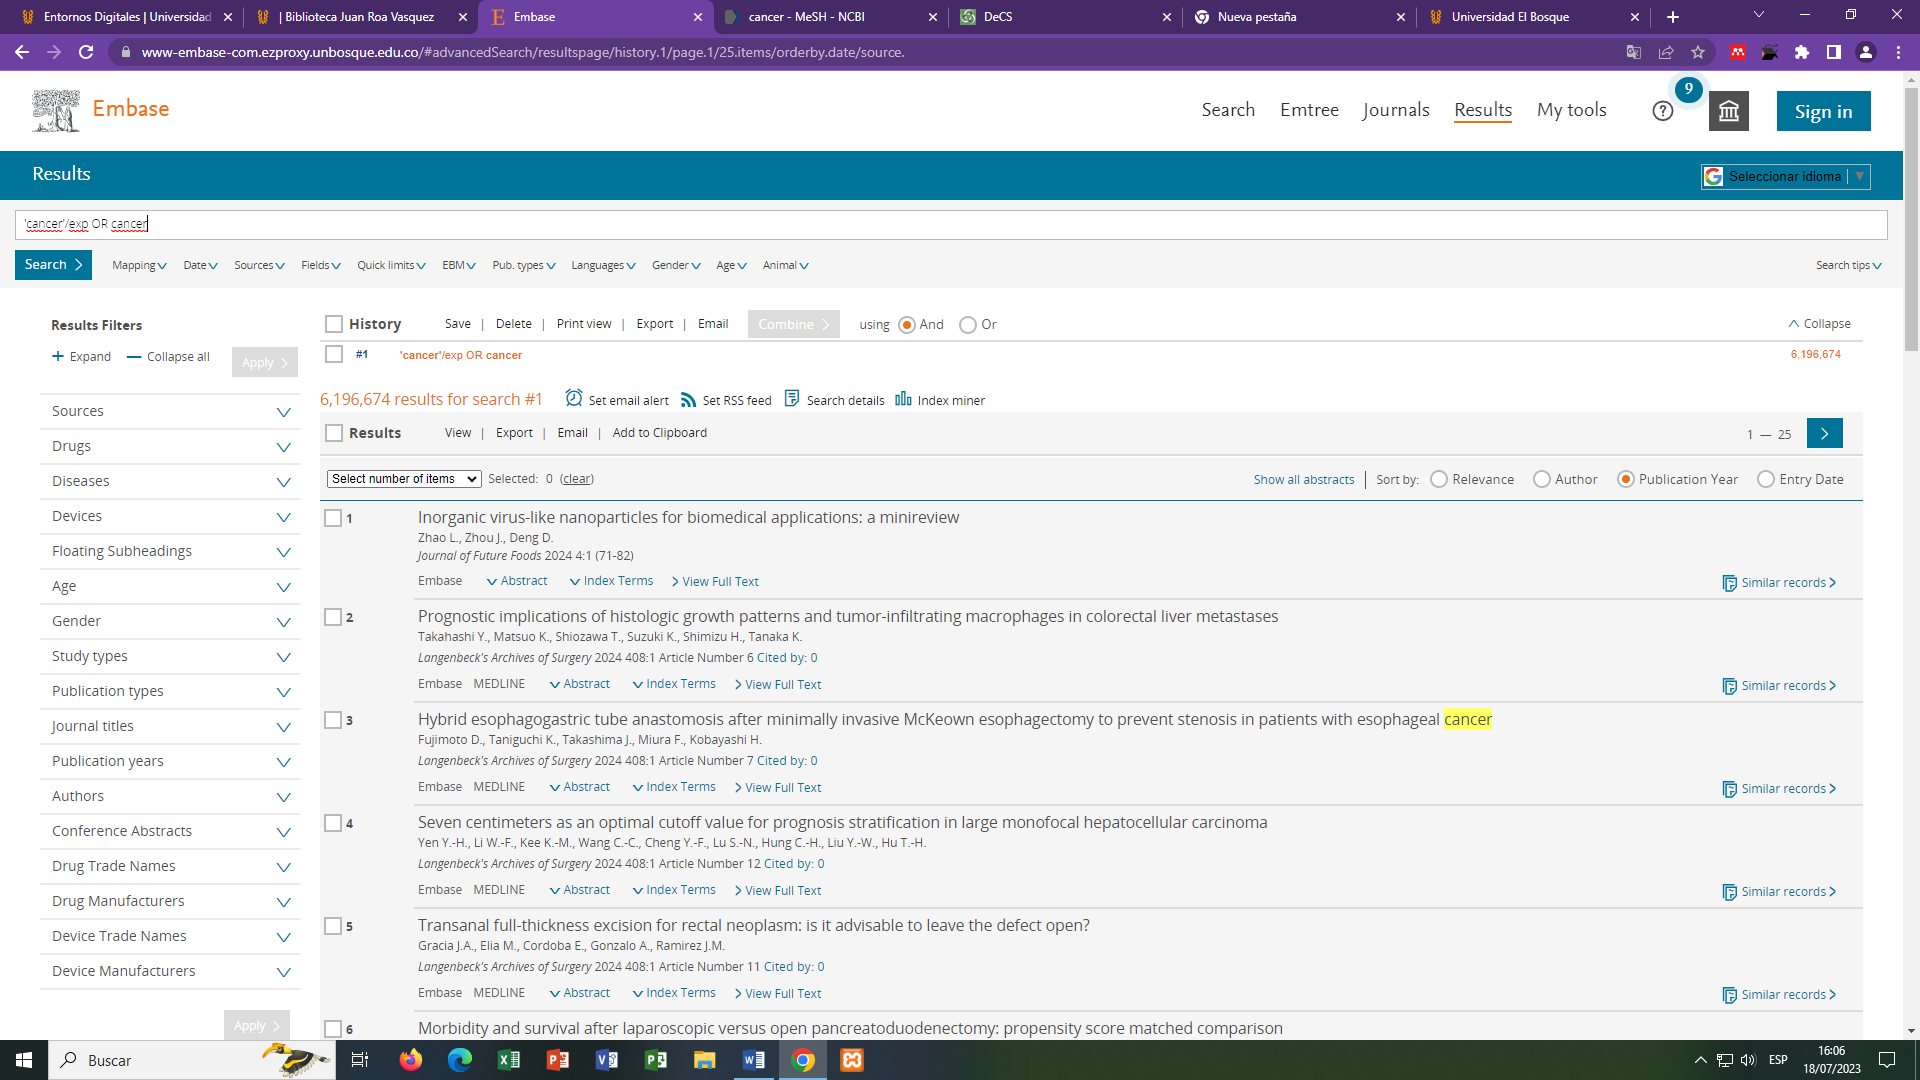 Entornos Digitales | Universidad
| Biblioteca Juan Roa Vasquez
Embase
cancer - MeSH - NCBI
DeCS
Nueva pestaña
Universidad El Bosque
www-embase-com.ezproxy.unbosque.edu.co/#advancedSearch/resultspage/history.1/page.1/25.items/orderby.date/source.
Embase
Search Emtree Journals Results My tools
9
Sign in
Results
Seleccionar idioma
'cancer'/exp OR cancer
Search Mapping Date Sources Fields Quick limits EBM Pub. types Languages Gender Age Animal Search tips
Results Filters
+ Expand — Collapse all Apply
Sources
Drugs
Diseases
Devices
Floating Subheadings
Age
Gender
Study types
Publication types
Journal titles
Publication years
Authors
Conference Abstracts
Drug Trade Names
Drug Manufacturers
Device Trade Names
Device Manufacturers
Apply
History Save | Delete | Print view | Export | Email Combine using And Or Collapse
#1 'cancer'/exp OR cancer 6,196,674
6,196,674 results for search #1 Set email alert Set RSS feed Search details Index miner
Results View | Export | Email | Add to Clipboard 1 — 25
Select number of items Selected: 0 (clear) Show all abstracts | Sort by: Relevance Author Publication Year Entry Date
1 Inorganic virus-like nanoparticles for biomedical applications: a minireview
Zhao L., Zhou J., Deng D.
Journal of Future Foods 2024 4:1 (71-82)
Embase Abstract Index Terms View Full Text Similar records
2 Prognostic implications of histologic growth patterns and tumor-infiltrating macrophages in colorectal liver metastases
Takahashi Y., Matsuo K., Shiozawa T., Suzuki K., Shimizu H., Tanaka K.
Langenbeck's Archives of Surgery 2024 408:1 Article Number 6 Cited by: 0
Embase MEDLINE Abstract Index Terms View Full Text Similar records
3 Hybrid esophagogastric tube anastomosis after minimally invasive McKeown esophagectomy to prevent stenosis in patients with esophageal cancer
Fujimoto D., Taniguchi K., Takashima J., Miura F., Kobayashi H.
Langenbeck's Archives of Surgery 2024 408:1 Article Number 7 Cited by: 0
Embase MEDLINE Abstract Index Terms View Full Text Similar records
4 Seven centimeters as an optimal cutoff value for prognosis stratification in large monofocal hepatocellular carcinoma
Yen Y.-H., Li W.-F., Kee K.-M., Wang C.-C., Cheng Y.-F., Lu S.-N., Hung C.-H., Liu Y.-W., Hu T.-H.
Langenbeck's Archives of Surgery 2024 408:1 Article Number 12 Cited by: 0
Embase MEDLINE Abstract Index Terms View Full Text Similar records
5 Transanal full-thickness excision for rectal neoplasm: is it advisable to leave the defect open?
Gracia J.A., Elia M., Cordoba E., Gonzalo A., Ramirez J.M.
Langenbeck's Archives of Surgery 2024 408:1 Article Number 11 Cited by: 0
Embase MEDLINE Abstract Index Terms View Full Text Similar records
6 Morbidity and survival after laparoscopic versus open pancreatoduodenectomy: propensity score matched comparison
Buscar
ESP
16:06
18/07/2023